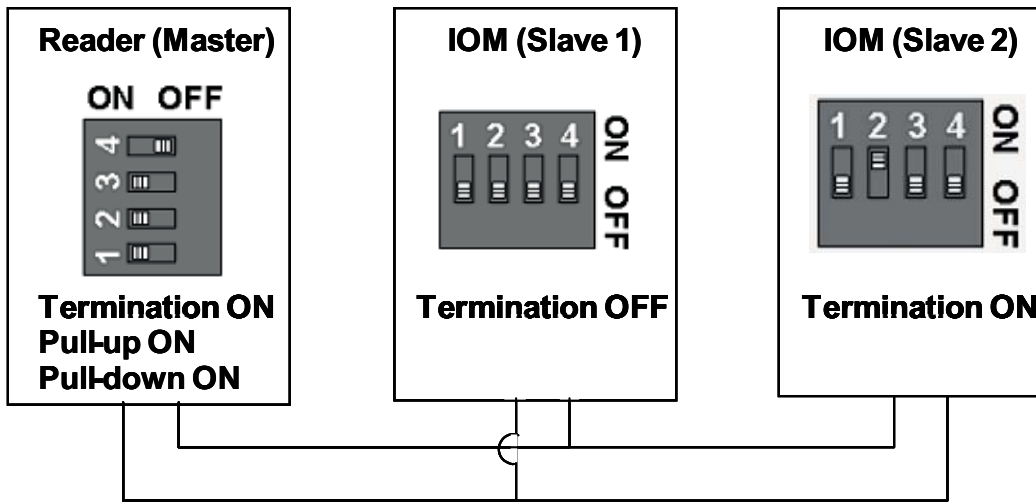 Reader (Master)
ON OFF
4
3
2
1
Termination ON
Pull-up ON
Pull-down ON
IOM (Slave 1)
1 2 3 4
ON OFF
Termination OFF
IOM (Slave 2)
1 2 3 4
ON OFF
Termination ON